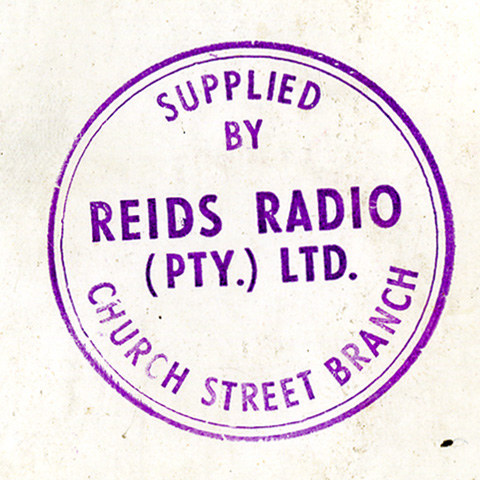 SUPPLIED
BY
REIDS RADIO
(PTY.) LTD.
CHURCH STREET BRANCH